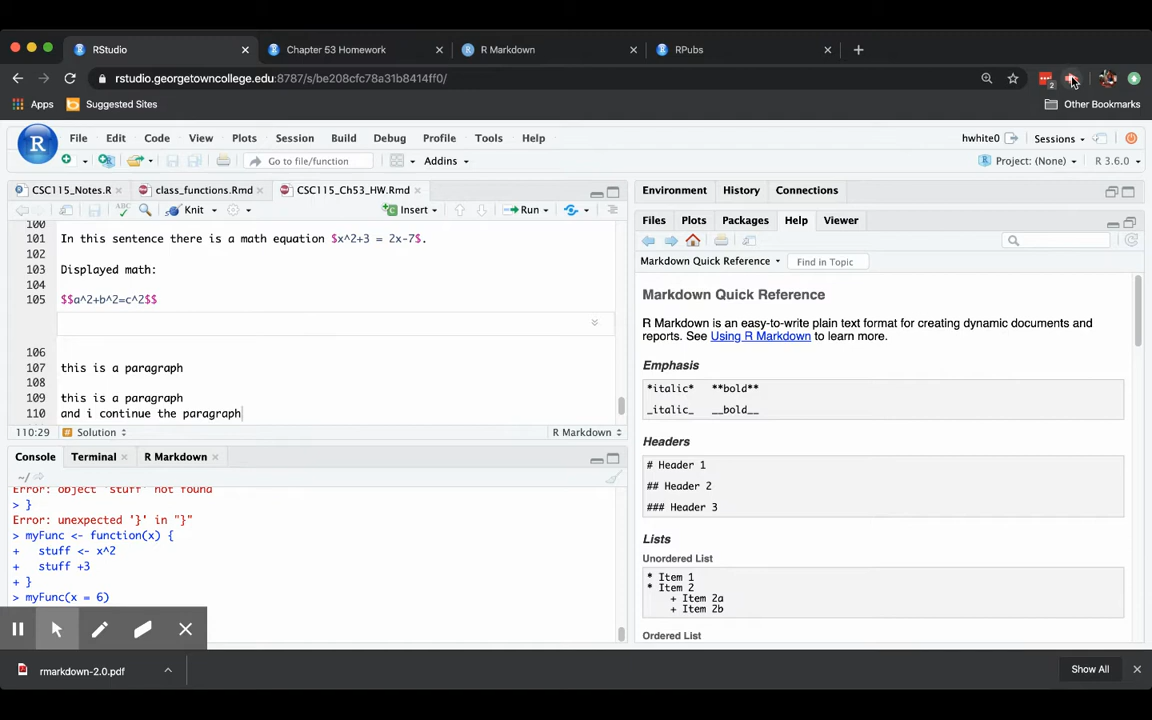 RStudio
Chapter 53 Homework
R Markdown
RPubs
rstudio.georgetowncollege.edu:8787/s/be208cfc78a31b8414ff0/
2
Apps
Suggested Sites
Other Bookmarks
R
File Edit Code View Plots Session Build Debug Profile Tools Help
hwhite0
Sessions
Go to file/function
Addins
Project: (None)
R 3.6.0
CSC115_Notes.R
class_functions.Rmd
CSC115_Ch53_HW.Rmd
ABC
Knit
Insert
Run
100
101 In this sentence there is a math equation $x^2+3 = 2x-7$.
102
103 Displayed math:
104
105 $$a^2+b^2=c^2$$
106
107 this is a paragraph
108
109 this is a paragraph
110 and i continue the paragraph
110:29
Solution
R Markdown
Console Terminal R Markdown
~/
Error: object 'stuff' not found
> }
Error: unexpected '}' in "}"
> myFunc <- function(x) {
+ stuff <- x^2
+ stuff +3
+ }
> myFunc(x = 6)
Environment History Connections
Files Plots Packages Help Viewer
Markdown Quick Reference
Find in Topic
Markdown Quick Reference
R Markdown is an easy-to-write plain text format for creating dynamic documents and
reports. See Using R Markdown to learn more.
Emphasis
*italic* **bold**
_italic_ __bold__
Headers
# Header 1
## Header 2
### Header 3
Lists
Unordered List
* Item 1
* Item 2
+ Item 2a
+ Item 2b
Ordered List
rmarkdown-2.0.pdf
Show All